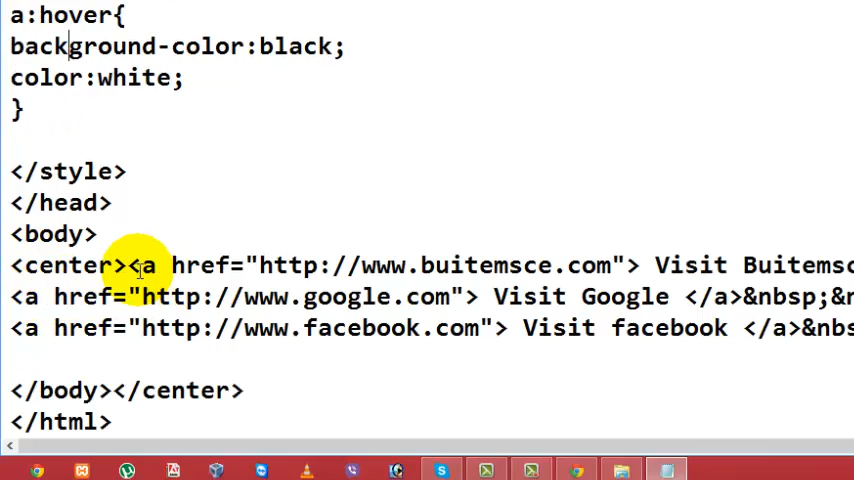 a:hover{
background-color:black;
color:white;
}
</style>
</head>
<body>
<center><a href="http://www.buitemsce.com"> Visit Buitemsc
<a href="http://www.google.com"> Visit Google </a>&nbsp;&n
<a href="http://www.facebook.com"> Visit facebook </a>&nbs
</body></center>
</html>